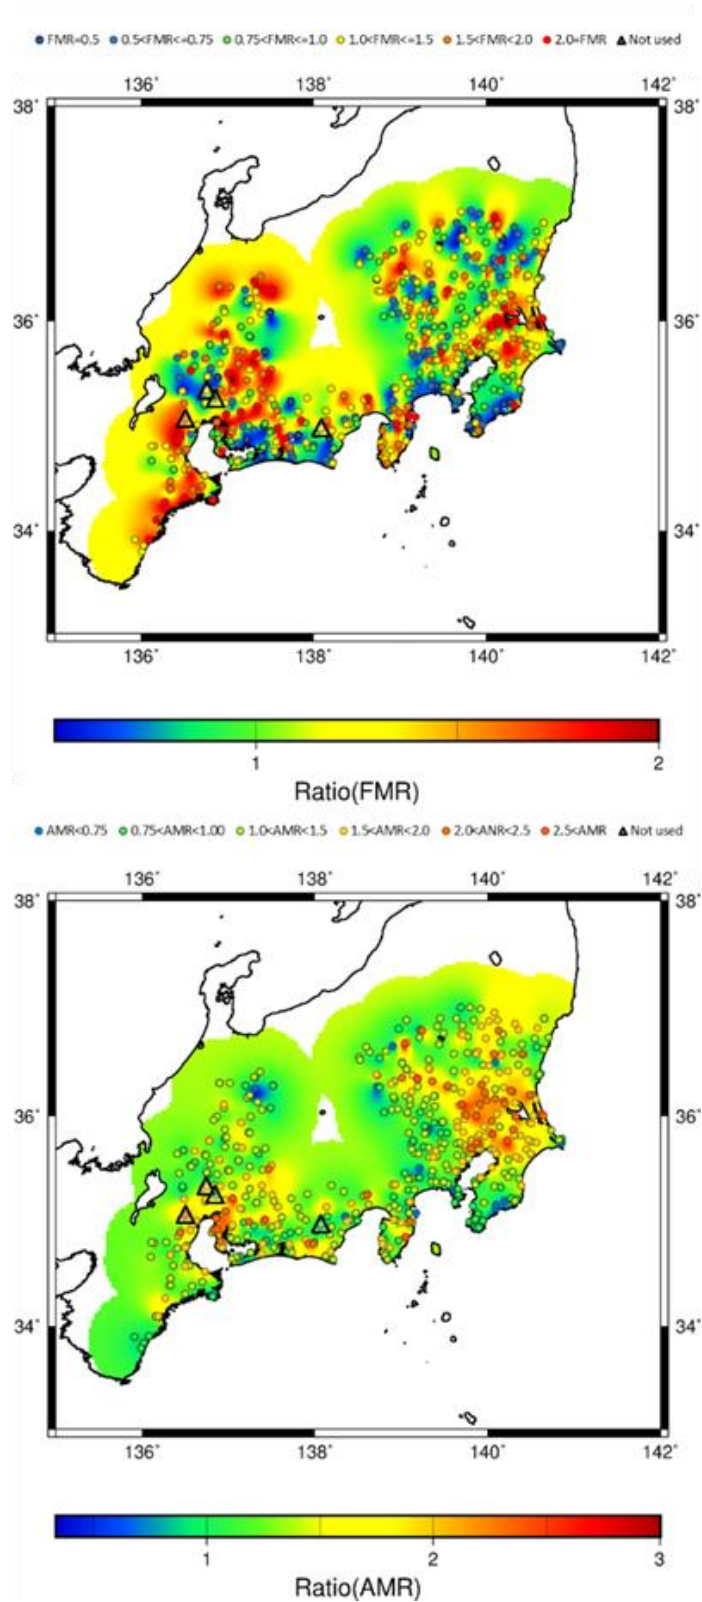 FMR=0.5 0.5<FMR<=0.75 0.75<FMR<=1.0 1.0<FMR<=1.5 1.5<FMR<2.0 2.0=FMR Not used
136˚ 138˚ 140˚ 142˚
38˚ 38˚
36˚ 36˚
34˚ 34˚
136˚ 138˚ 140˚ 142˚
1 2
Ratio(FMR)
AMR<0.75 0.75<AMR<1.00 1.0<AMR<1.5 1.5<AMR<2.0 2.0<ANR<2.5 2.5<AMR Not used
136˚ 138˚ 140˚ 142˚
38˚ 38˚
36˚ 36˚
34˚ 34˚
136˚ 138˚ 140˚ 142˚
1 2 3
Ratio(AMR)